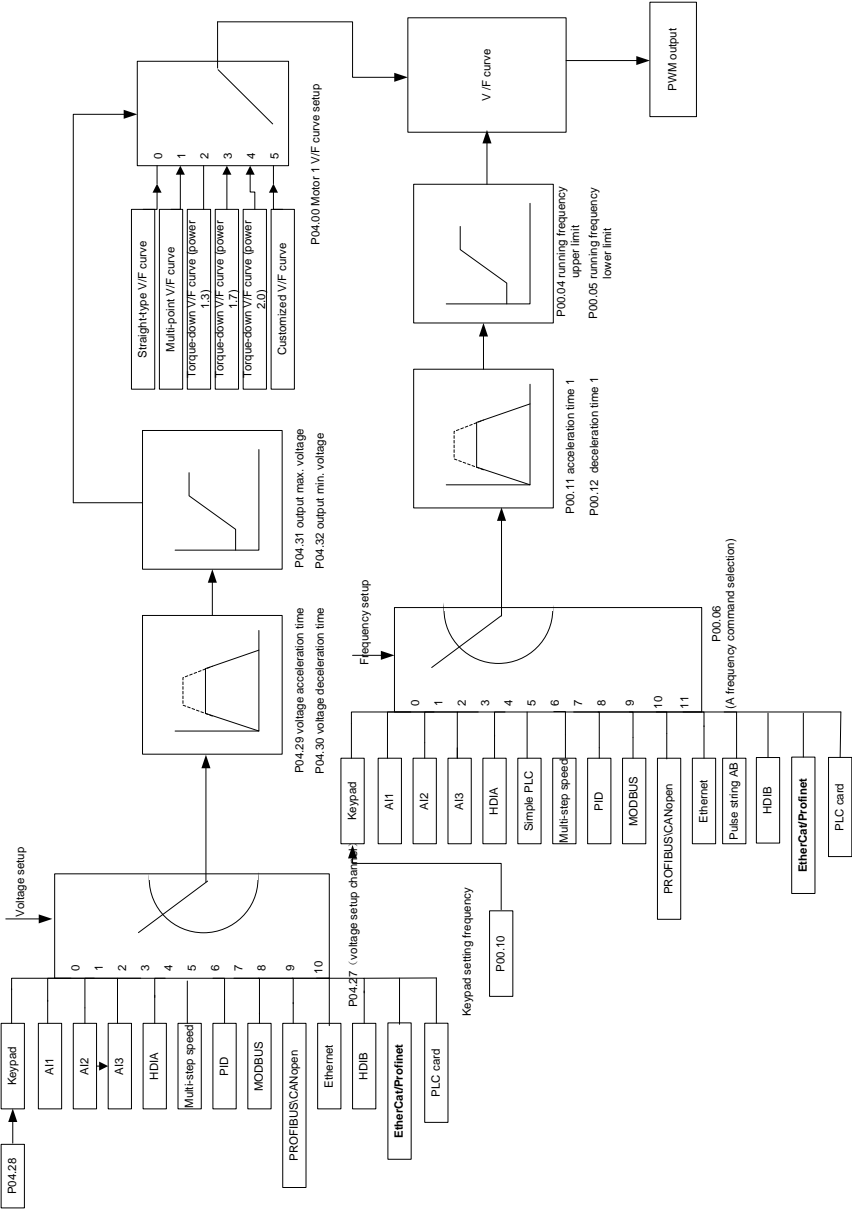 P04.28
Keypad
AI1
AI2
AI3
HDIA
Multi-step speed
PID
MODBUS
PROFIBUS\CANopen
Ethernet
HDIB
EtherCat/Profinet
PLC card
Voltage setup
0
1
2
3
4
5
6
7
8
9
10
P04.27（voltage setup channel
P04.29 voltage acceleration time
P04.30 voltage deceleration time
P04.31 output max. voltage
P04.32 output min. voltage
Straight-type V/F curve
Multi-point V/F curve
Torque-down V/F curve (power
1.3)
Torque-down V/F curve (power
1.7)
Torque-down V/F curve (power
2.0)
Customized V/F curve
0
1
2
3
4
5
P04.00 Motor 1 V/F curve setup
Keypad setting frequency
P00.10
Keypad
AI1
AI2
AI3
HDIA
Simple PLC
Multi-step speed
PID
MODBUS
PROFIBUS\CANopen
Ethernet
Pulse string AB
HDIB
EtherCat/Profinet
PLC card
Frequency setup
0
1
2
3
4
5
6
7
8
9
10
11
P00.06
(A frequency command selection)
P00.11 acceleration time 1
P00.12 deceleration time 1
P00.04 running frequency
upper limit
P00.05 running frequency
lower limit
V /F curve
PWM output